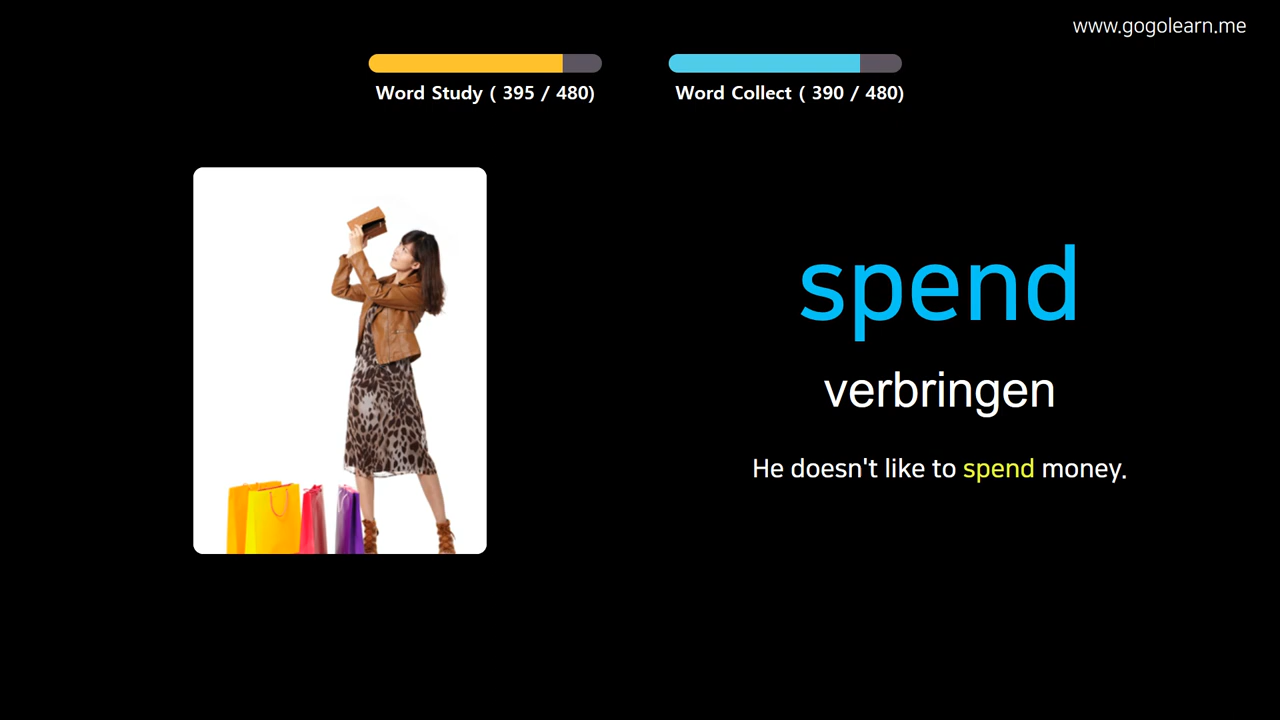 www.gogolearn.me
Word Study ( 395 / 480)
Word Collect ( 390 / 480)
spend
verbringen
He doesn't like to spend money.